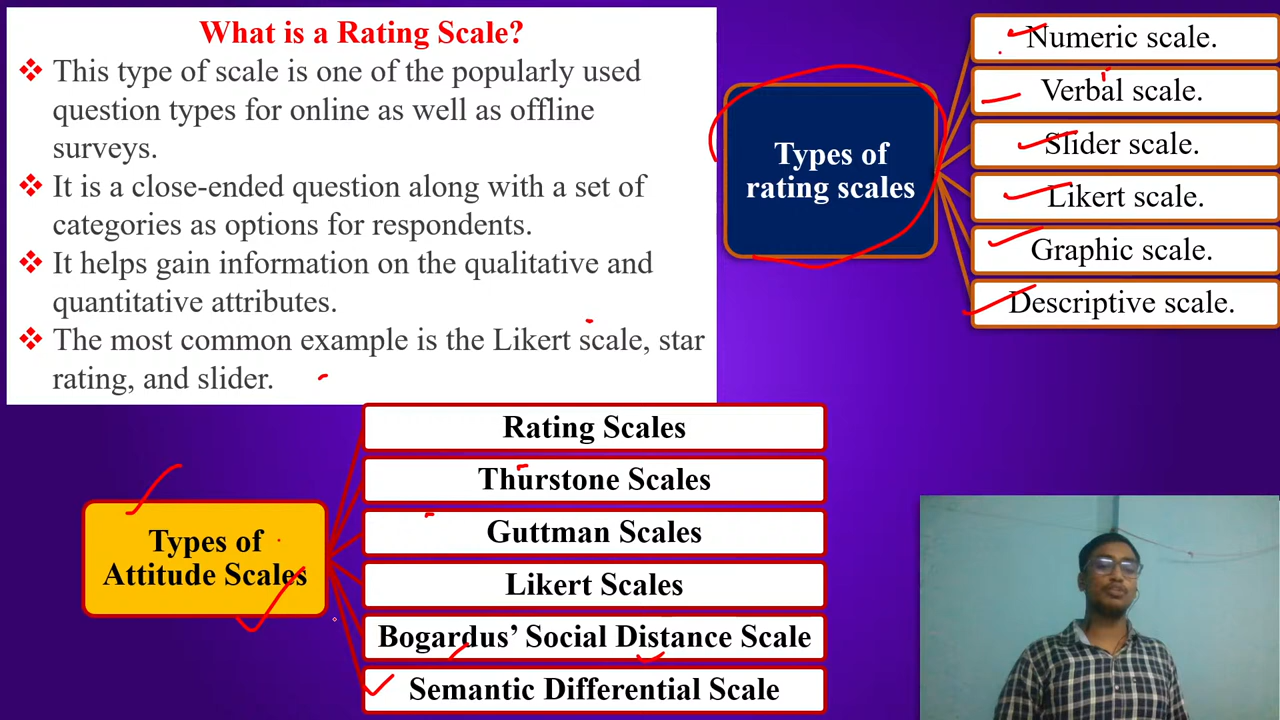 What is a Rating Scale?
❖ This type of scale is one of the popularly used
question types for online as well as offline
surveys.
❖ It is a close-ended question along with a set of
categories as options for respondents.
❖ It helps gain information on the qualitative and
quantitative attributes.
❖ The most common example is the Likert scale, star
rating, and slider.
Types of
rating scales
Numeric scale.
Verbal scale.
Slider scale.
Likert scale.
Graphic scale.
Descriptive scale.
Types of
Attitude Scales
Rating Scales
Thurstone Scales
Guttman Scales
Likert Scales
Bogardus’ Social Distance Scale
Semantic Differential Scale